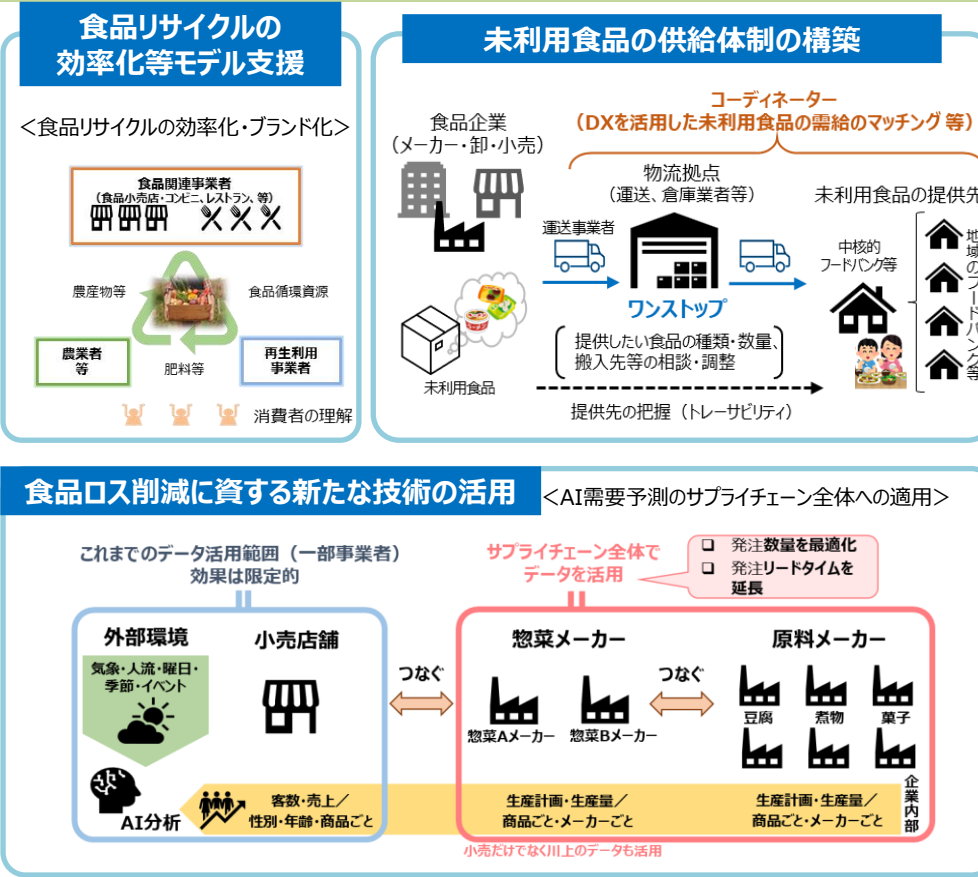 食品リサイクルの
効率化等モデル支援
＜食品リサイクルの効率化・ブランド化＞
食品関連事業者
（食品小売店・コンビニ、レストラン、等）
農産物等
食品循環資源
農業者
等
肥料等
再生利用
事業者
消費者の理解
未利用食品の供給体制の構築
コーディネーター
（DXを活用した未利用食品の需給のマッチング 等）
食品企業
（メーカー・卸・小売）
物流拠点
（運送、倉庫業者等）
未利用食品の提供先
運送事業者
中核的
フードバンク等
地域のフードバンク等
ワンストップ
提供したい食品の種類・数量、
搬入先等の相談・調整
未利用食品
提供先の把握（トレーサビリティ）
食品ロス削減に資する新たな技術の活用
＜AI需要予測のサプライチェーン全体への適用＞
これまでのデータ活用範囲（一部事業者）
効果は限定的
サプライチェーン全体で
データを活用
❑ 発注数量を最適化
❑ 発注リードタイムを
延長
外部環境
小売店舗
惣菜メーカー
原料メーカー
気象・人流・曜日・
季節・イベント
つなぐ
つなぐ
惣菜Aメーカー
惣菜Bメーカー
豆腐
煮物
菓子
AI分析
客数・売上／
性別・年齢・商品ごと
生産計画・生産量／
商品ごと・メーカーごと
生産計画・生産量／
商品ごと・メーカーごと
企業内部
小売だけでなく川上のデータも活用